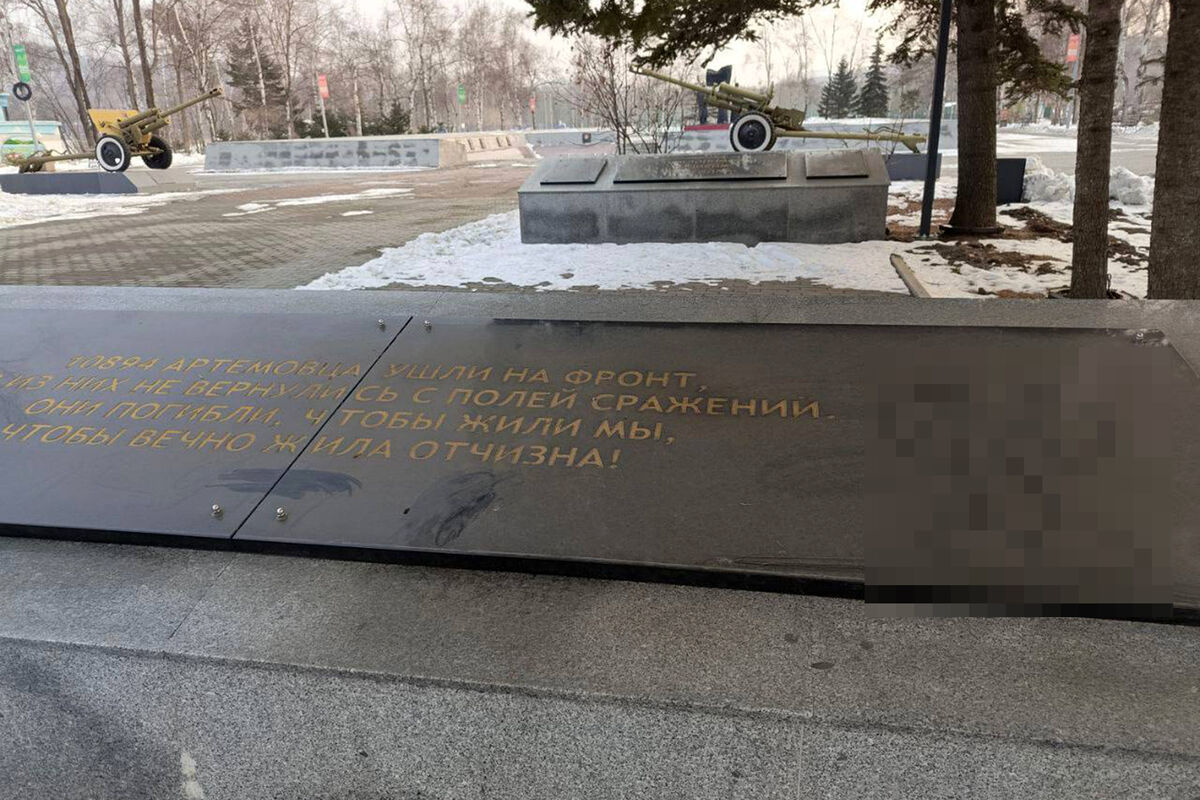 10894 АРТЕМОВЦА УШЛИ НА ФРОНТ,
ИЗ НИХ НЕ ВЕРНУЛИСЬ С ПОЛЕЙ СРАЖЕНИЙ.
ОНИ ПОГИБЛИ, ЧТОБЫ ЖИЛИ МЫ,
ЧТОБЫ ВЕЧНО ЖИЛА ОТЧИЗНА!